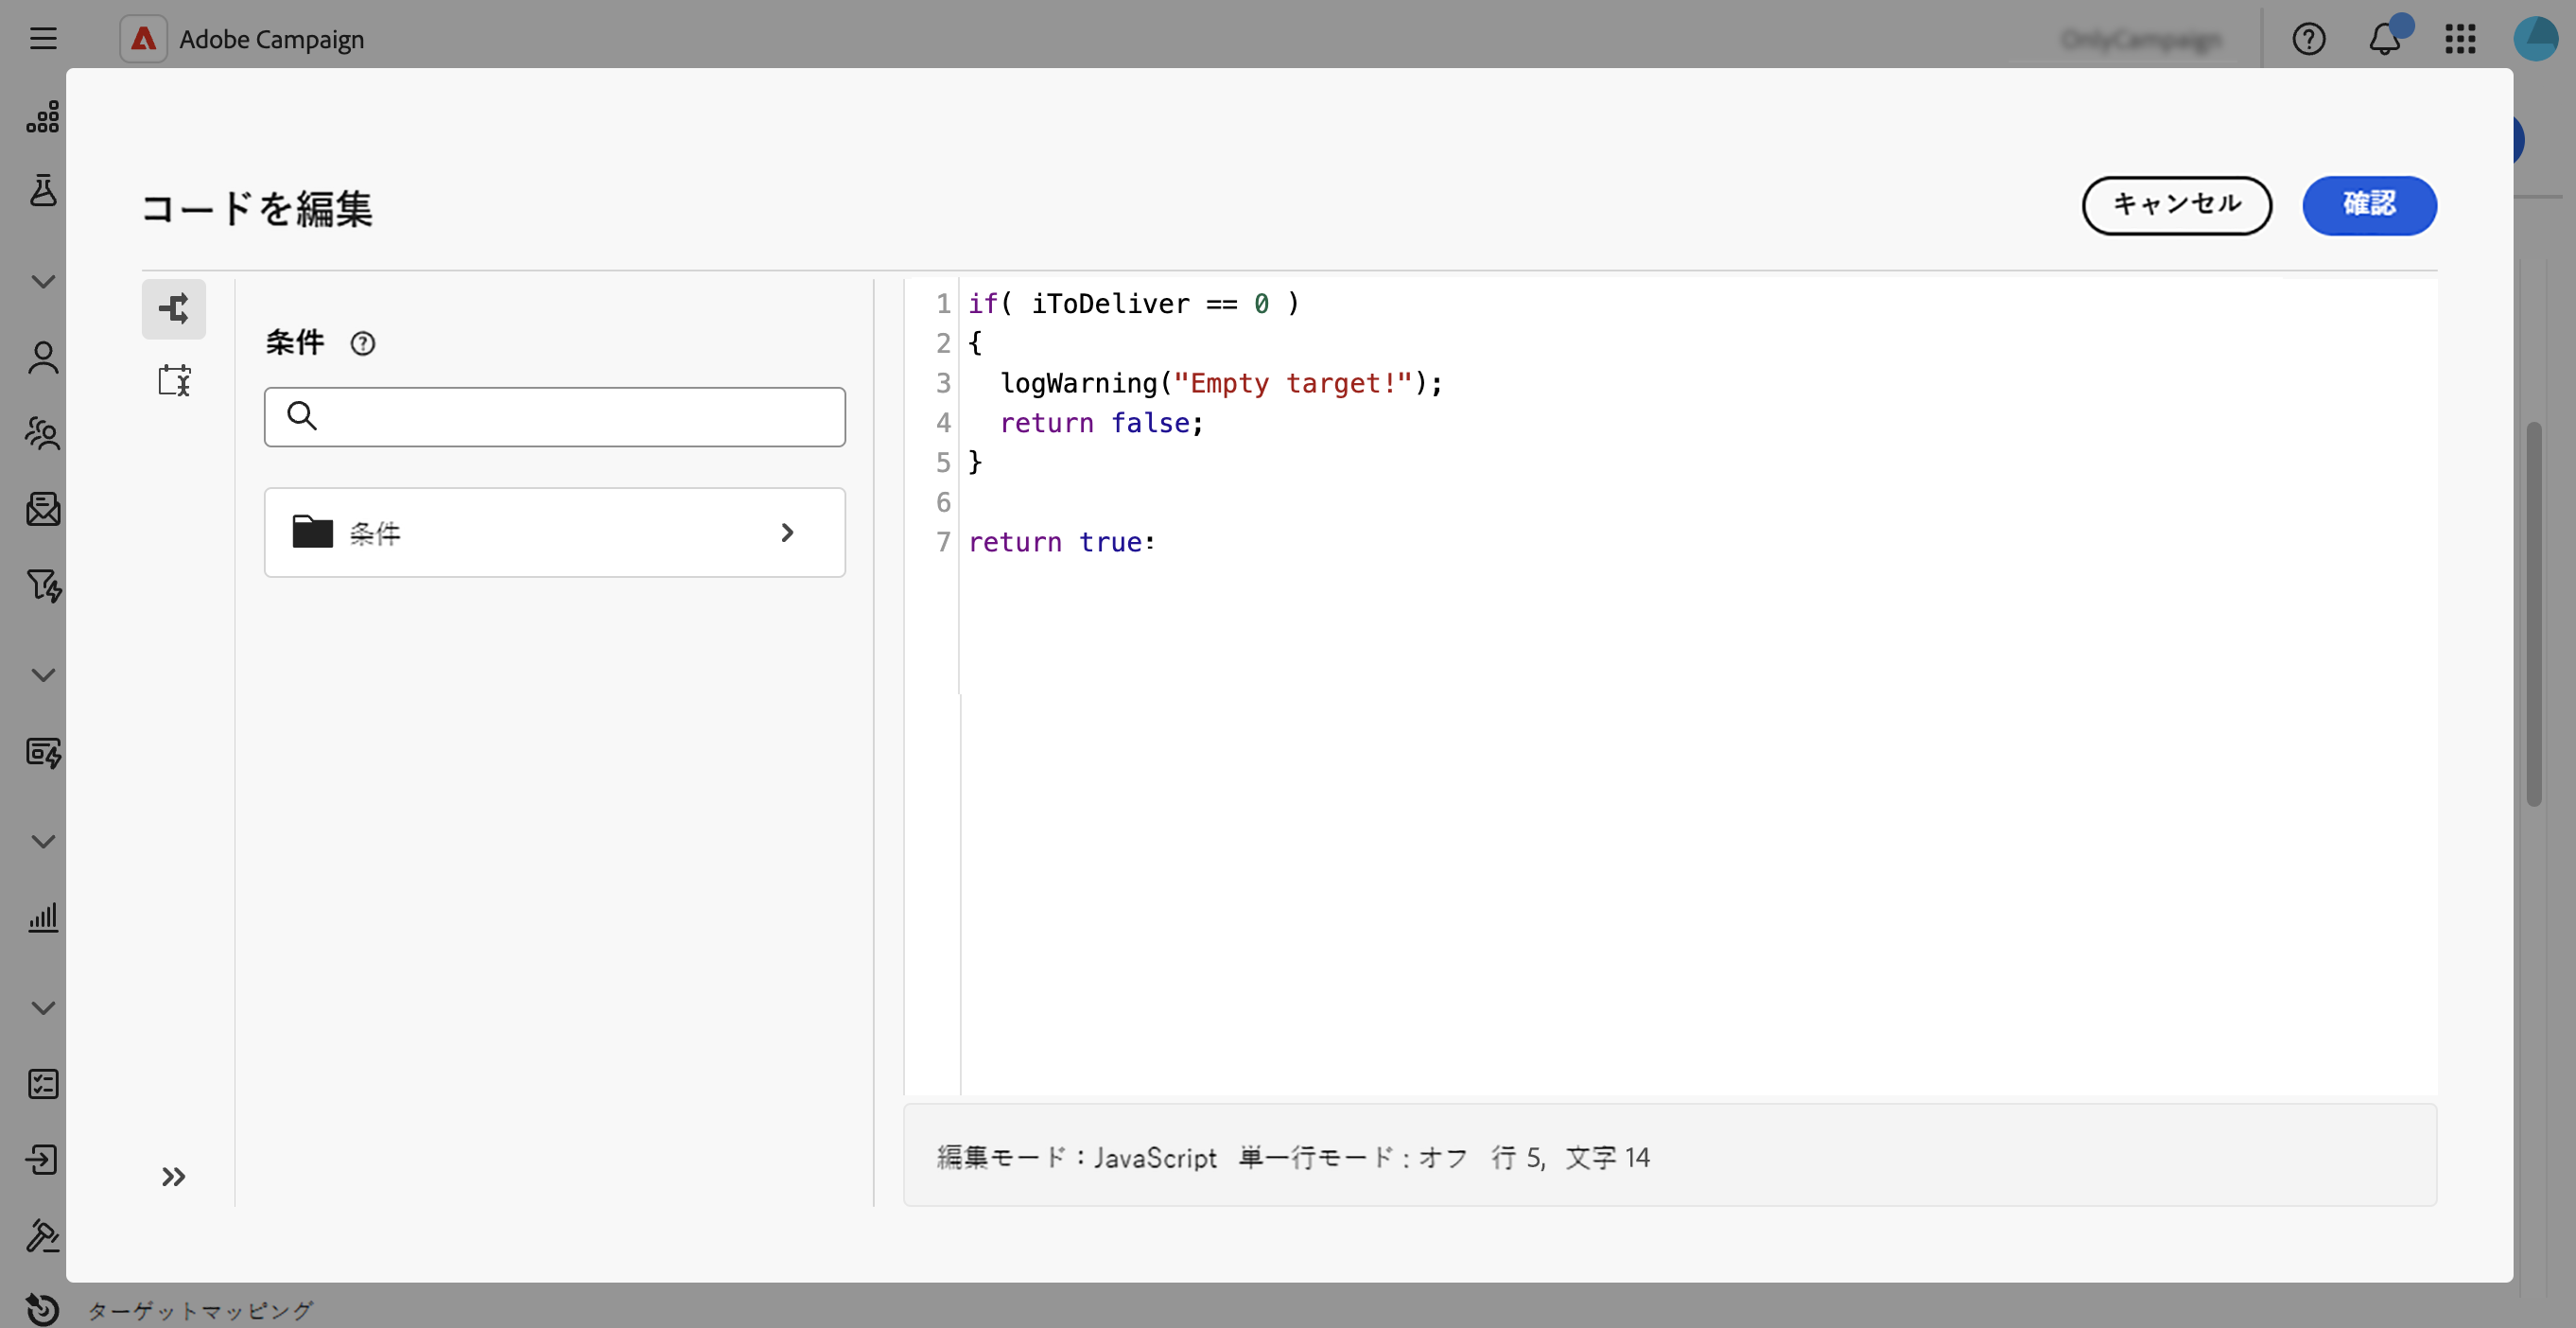 Adobe Campaign
OnlyCampaign
コードを編集
キャンセル
確認
条件
条件
1 if( iToDeliver == 0 )
2 {
3   logWarning("Empty target!");
4   return false;
5 }
6
7 return true:
編集モード：JavaScript 単一行モード：オフ 行 5, 文字 14
ターゲットマッピング